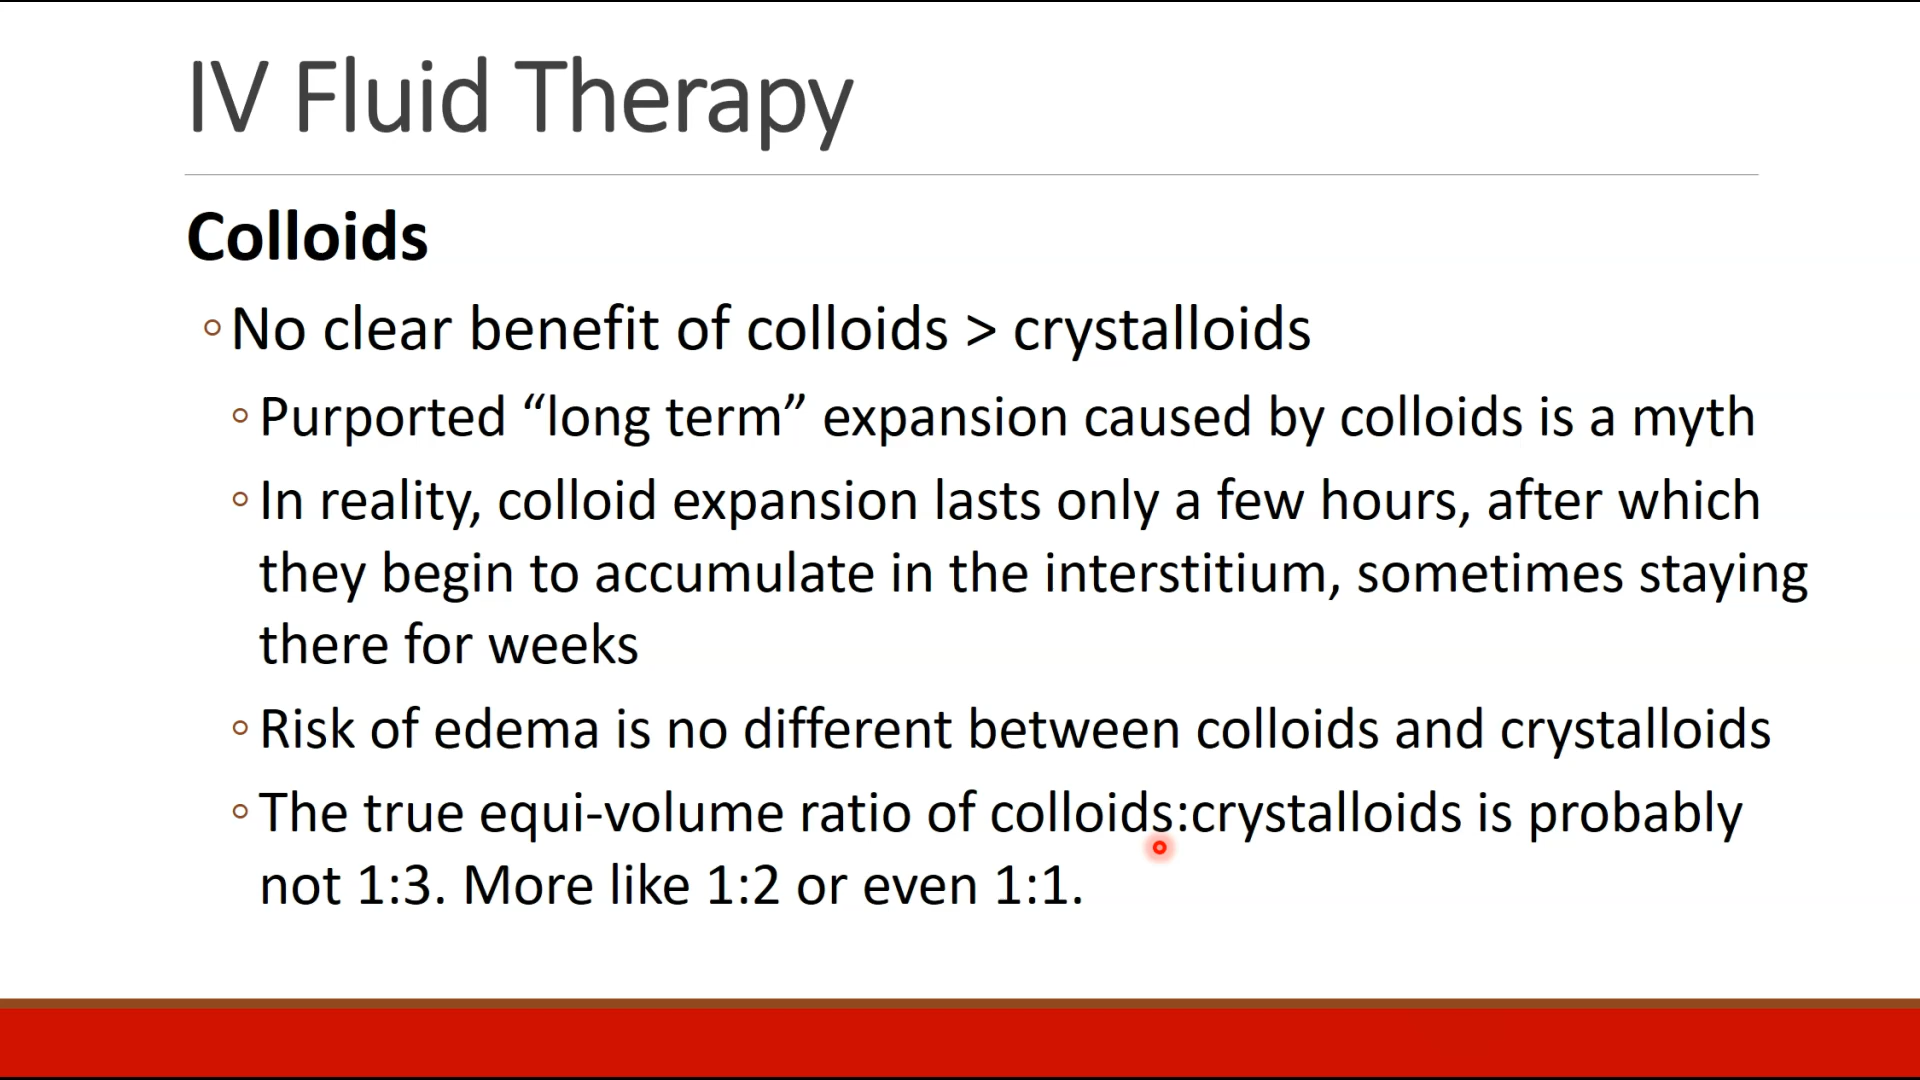 IV Fluid Therapy
Colloids
◦No clear benefit of colloids > crystalloids
◦Purported “long term” expansion caused by colloids is a myth
◦In reality, colloid expansion lasts only a few hours, after which
they begin to accumulate in the interstitium, sometimes staying
there for weeks
◦Risk of edema is no different between colloids and crystalloids
◦The true equi-volume ratio of colloids:crystalloids is probably
not 1:3. More like 1:2 or even 1:1.